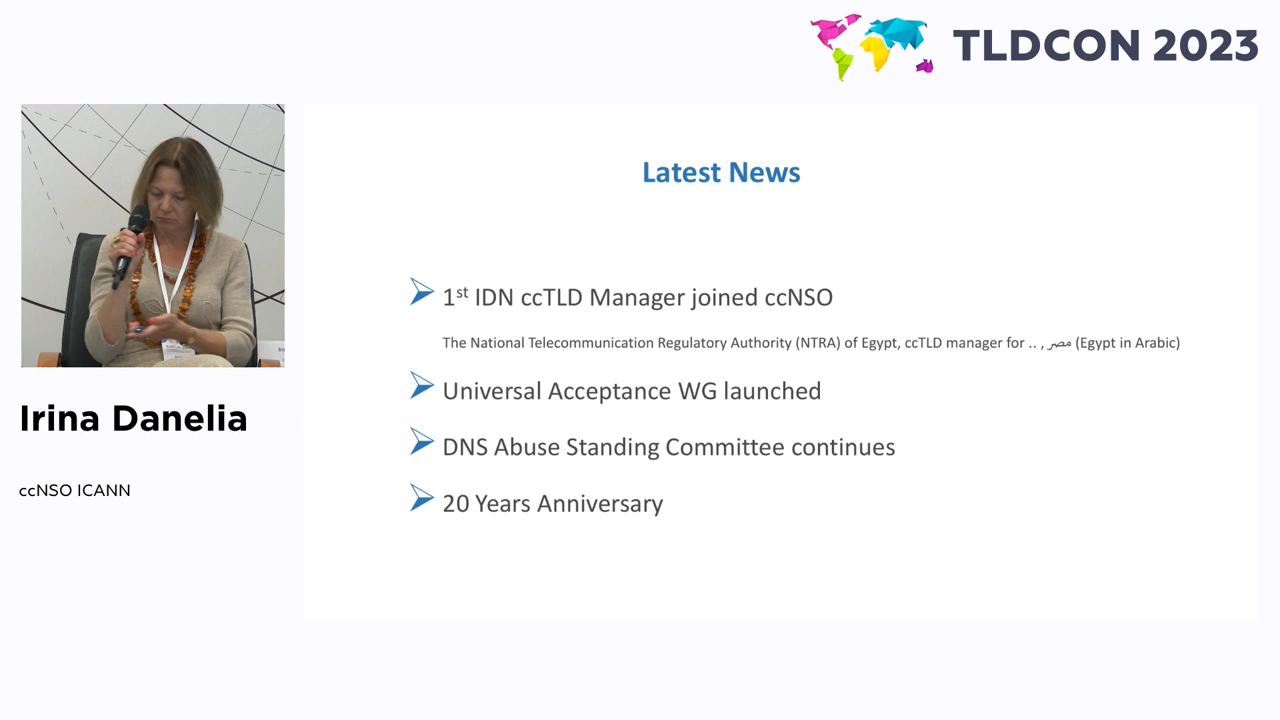 TLDCON 2023
Latest News
1st IDN ccTLD Manager joined ccNSO
The National Telecommunication Regulatory Authority (NTRA) of Egypt, ccTLD manager for .. , مصر (Egypt in Arabic)
Universal Acceptance WG launched
DNS Abuse Standing Committee continues
20 Years Anniversary
Irina Danelia
ccNSO ICANN